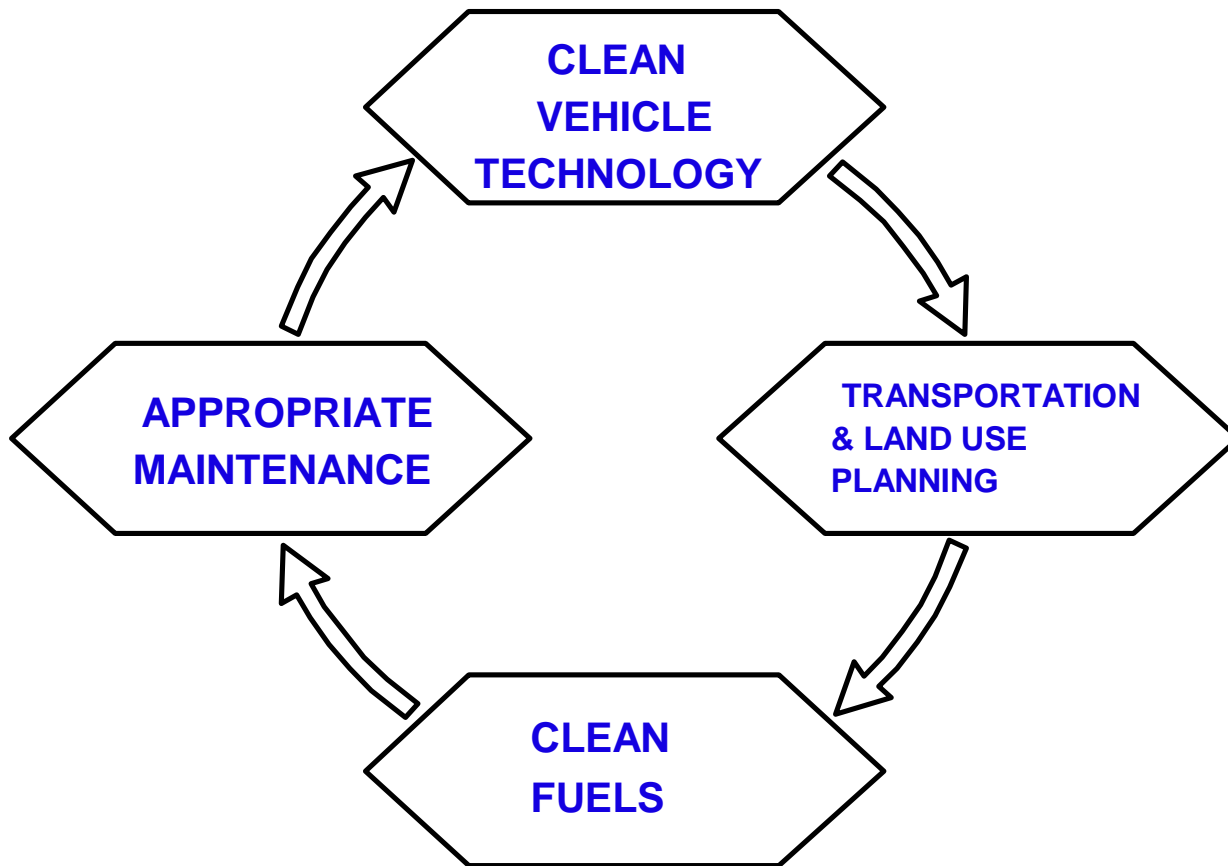 CLEAN
VEHICLE
TECHNOLOGY
APPROPRIATE
MAINTENANCE
TRANSPORTATION
& LAND USE
PLANNING
CLEAN
FUELS